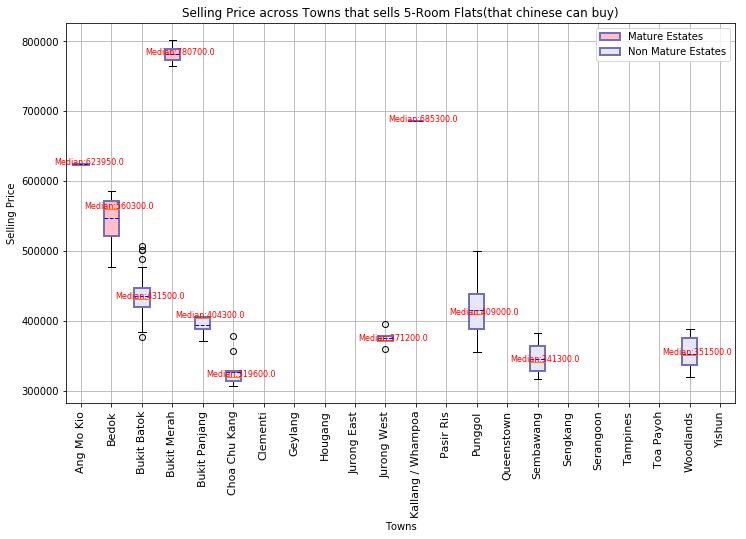 Selling Price across Towns that sells 5-Room Flats(that chinese can buy)
Mature Estates
Non Mature Estates
Selling Price
800000
700000
600000
500000
400000
300000
Median:780700.0
Median:685300.0
Median:623950.0
Median:560300.0
Median:431500.0
Median:404300.0
Median:409000.0
Median:371200.0
Median:341300.0
Median:351500.0
Median:319600.0
Ang Mo Kio
Bedok
Bukit Batok
Bukit Merah
Bukit Panjang
Choa Chu Kang
Clementi
Geylang
Hougang
Jurong East
Jurong West
Kallang / Whampoa
Pasir Ris
Punggol
Queenstown
Sembawang
Sengkang
Serangoon
Tampines
Toa Payoh
Woodlands
Yishun
Towns